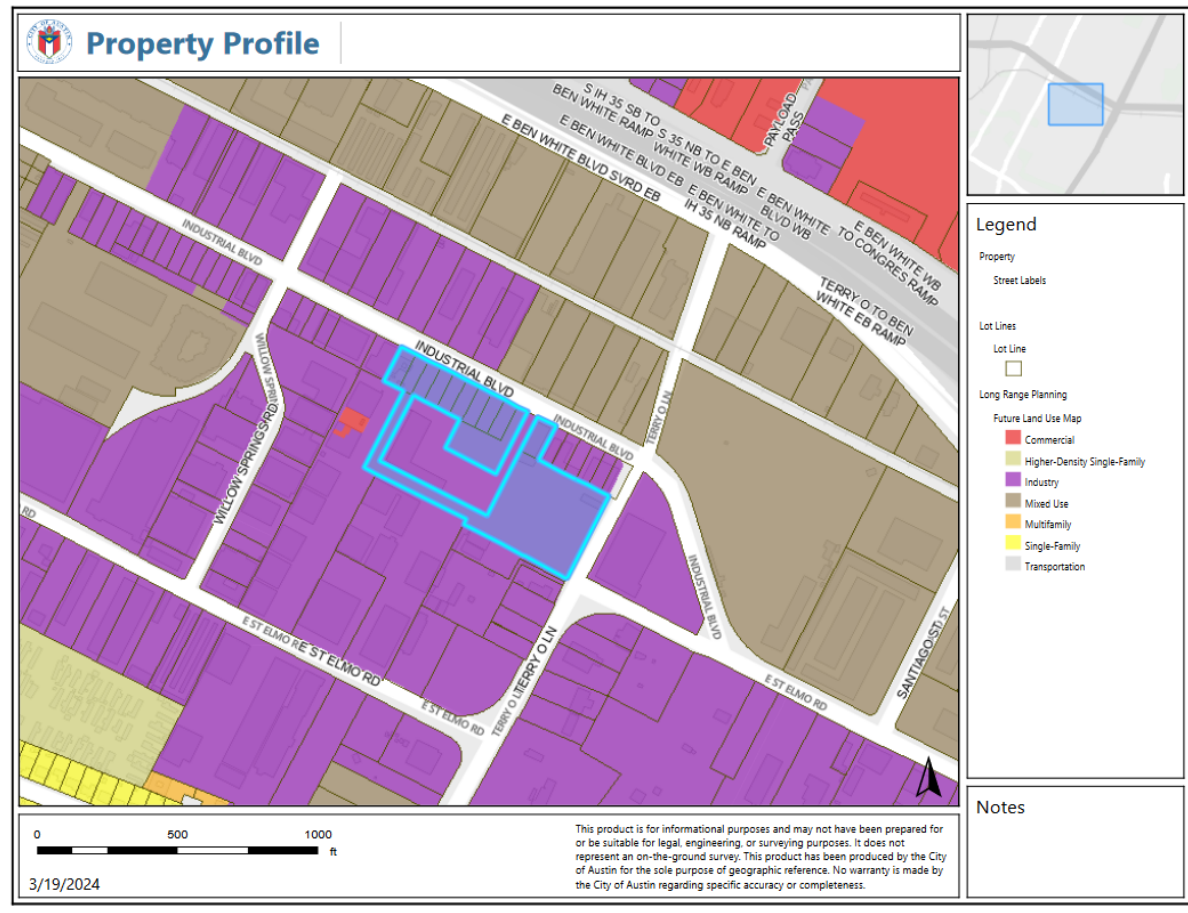 CITY OF AUSTIN
Property Profile
S IH 35 SB TO
BEN WHITE RAMP
S 35 NB TO E BEN
WHITE WB RAMP
PAYLOAD
PASS
E BEN WHITE BLVD SVRD EB
E BEN WHITE BLVD EB
E BEN WHITE
BLVD WB
E BEN WHITE TO
IH 35 NB RAMP
E BEN WHITE WB
TO CONGRES RAMP
TERRY O TO BEN
WHITE EB RAMP
INDUSTRIAL BLVD
INDUSTRIAL BLVD
INDUSTRIAL BLVD
TERRY O LN
WILLOW SPRIN
WILLOW SPRINGS RD
INDUSTRIAL BLVD
RD
E ST ELMO R
E ST ELMO RD
E ST ELMO RD
TERRY O L
TERRY O LN
E ST ELMO RD
SANTIAGO ST
ST
0 500 1000
ft
3/19/2024
This product is for informational purposes and may not have been prepared for
or be suitable for legal, engineering, or surveying purposes. It does not
represent an on-the-ground survey. This product has been produced by the City
of Austin for the sole purpose of geographic reference. No warranty is made by
the City of Austin regarding specific accuracy or completeness.
Legend
Property
Street Labels
Lot Lines
Lot Line
Long Range Planning
Future Land Use Map
Commercial
Higher-Density Single-Family
Industry
Mixed Use
Multifamily
Single-Family
Transportation
Notes